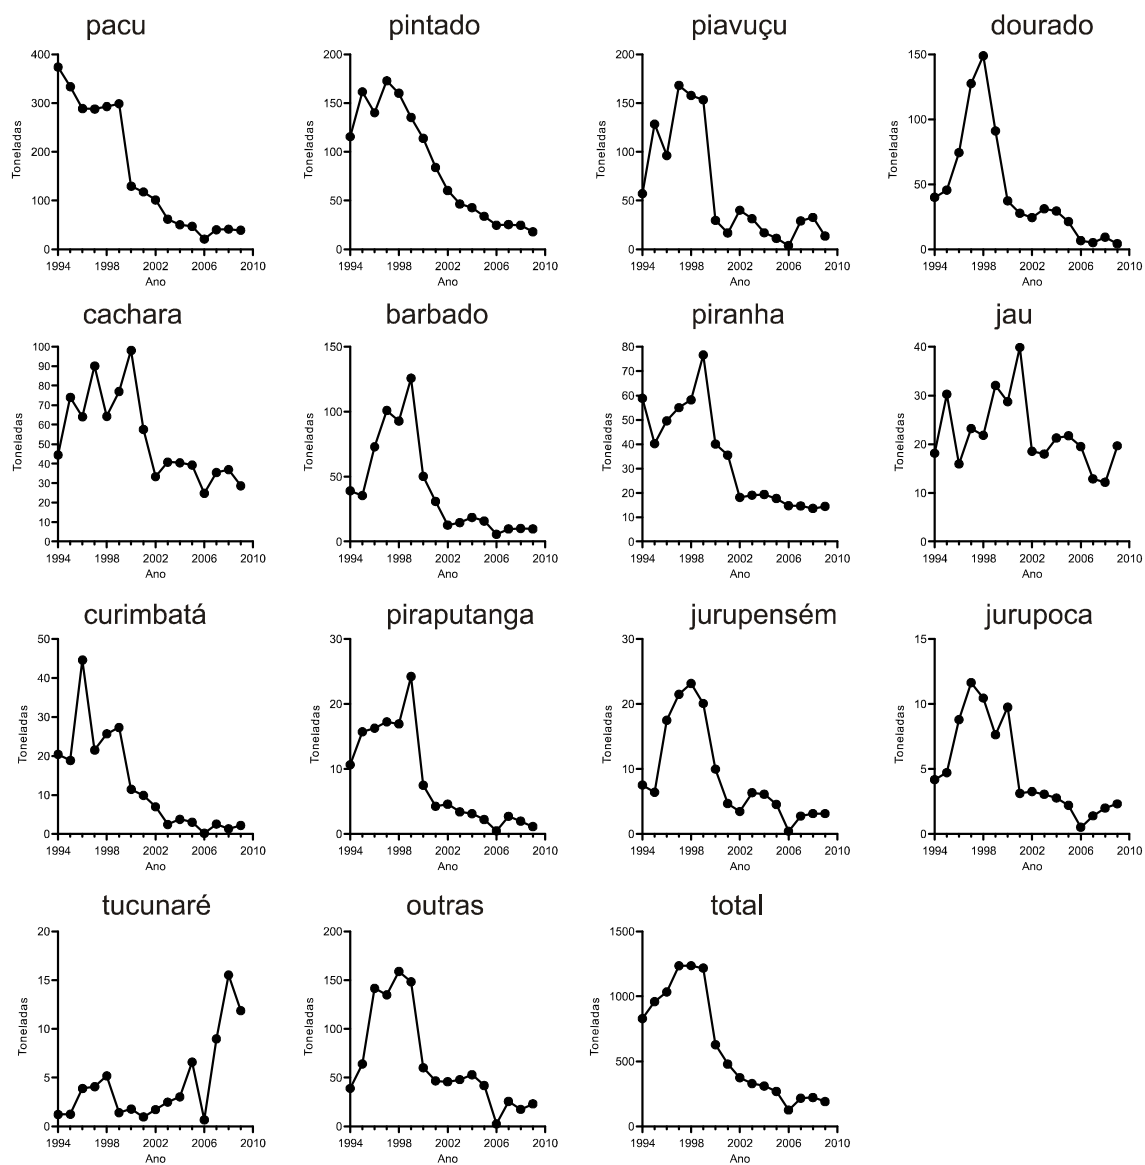 pacu
pintado
piavuçu
dourado
400
300
200
100
0
Toneladas
1994 1998 2002 2006 2010
Ano
200
150
100
50
0
Toneladas
1994 1998 2002 2006 2010
Ano
200
150
100
50
0
Toneladas
1994 1998 2002 2006 2010
Ano
150
100
50
0
Toneladas
1994 1998 2002 2006 2010
Ano
cachara
barbado
piranha
jau
100
90
80
70
60
50
40
30
20
10
0
Toneladas
1994 1998 2002 2006 2010
Ano
150
100
50
0
Toneladas
1994 1998 2002 2006 2010
Ano
80
70
60
50
40
30
20
10
0
Toneladas
1994 1998 2002 2006 2010
Ano
40
30
20
10
0
Toneladas
1994 1998 2002 2006 2010
Ano
curimbatá
piraputanga
jurupensém
jurupoca
50
40
30
20
10
0
Toneladas
1994 1998 2002 2006 2010
Ano
30
20
10
0
Toneladas
1994 1998 2002 2006 2010
Ano
30
20
10
0
Toneladas
1994 1998 2002 2006 2010
Ano
15
10
5
0
Toneladas
1994 1998 2002 2006 2010
Ano
tucunaré
outras
total
20
15
10
5
0
Toneladas
1994 1998 2002 2006 2010
Ano
200
150
100
50
0
Toneladas
1994 1998 2002 2006 2010
Ano
1500
1000
500
0
Toneladas
1994 1998 2002 2006 2010
Ano